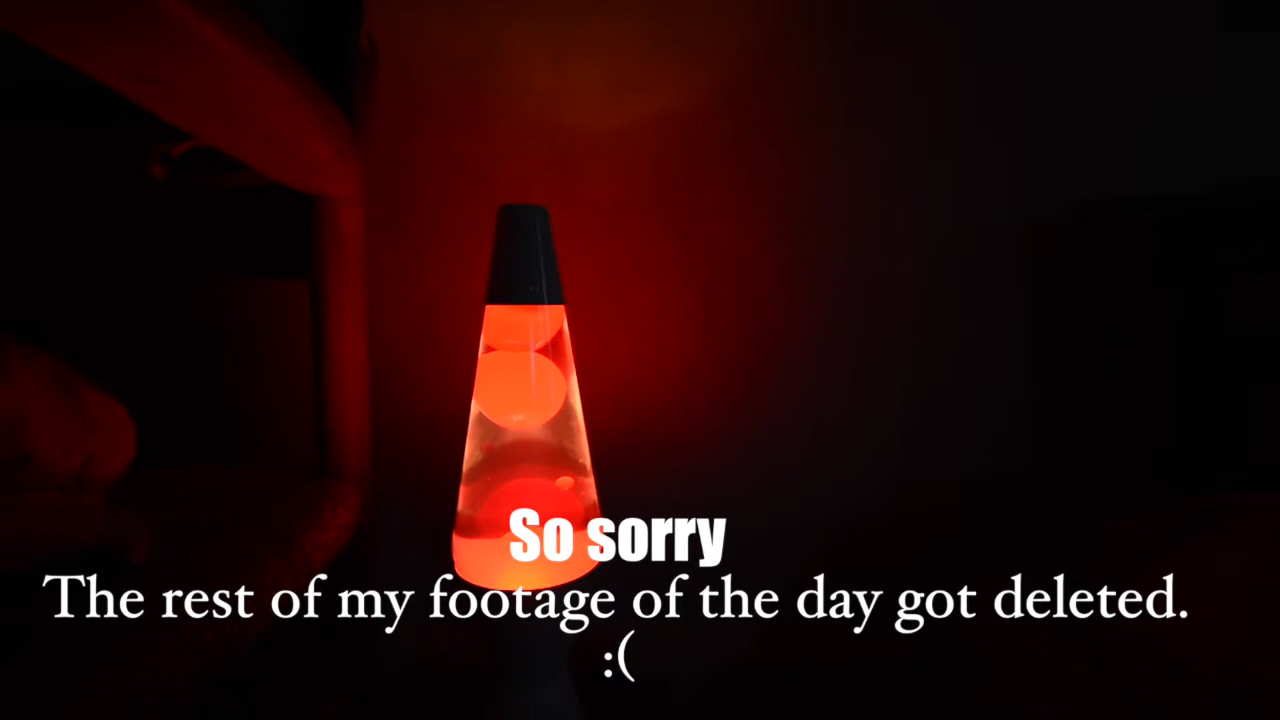 So sorry
The rest of my footage of the day got deleted.
:(